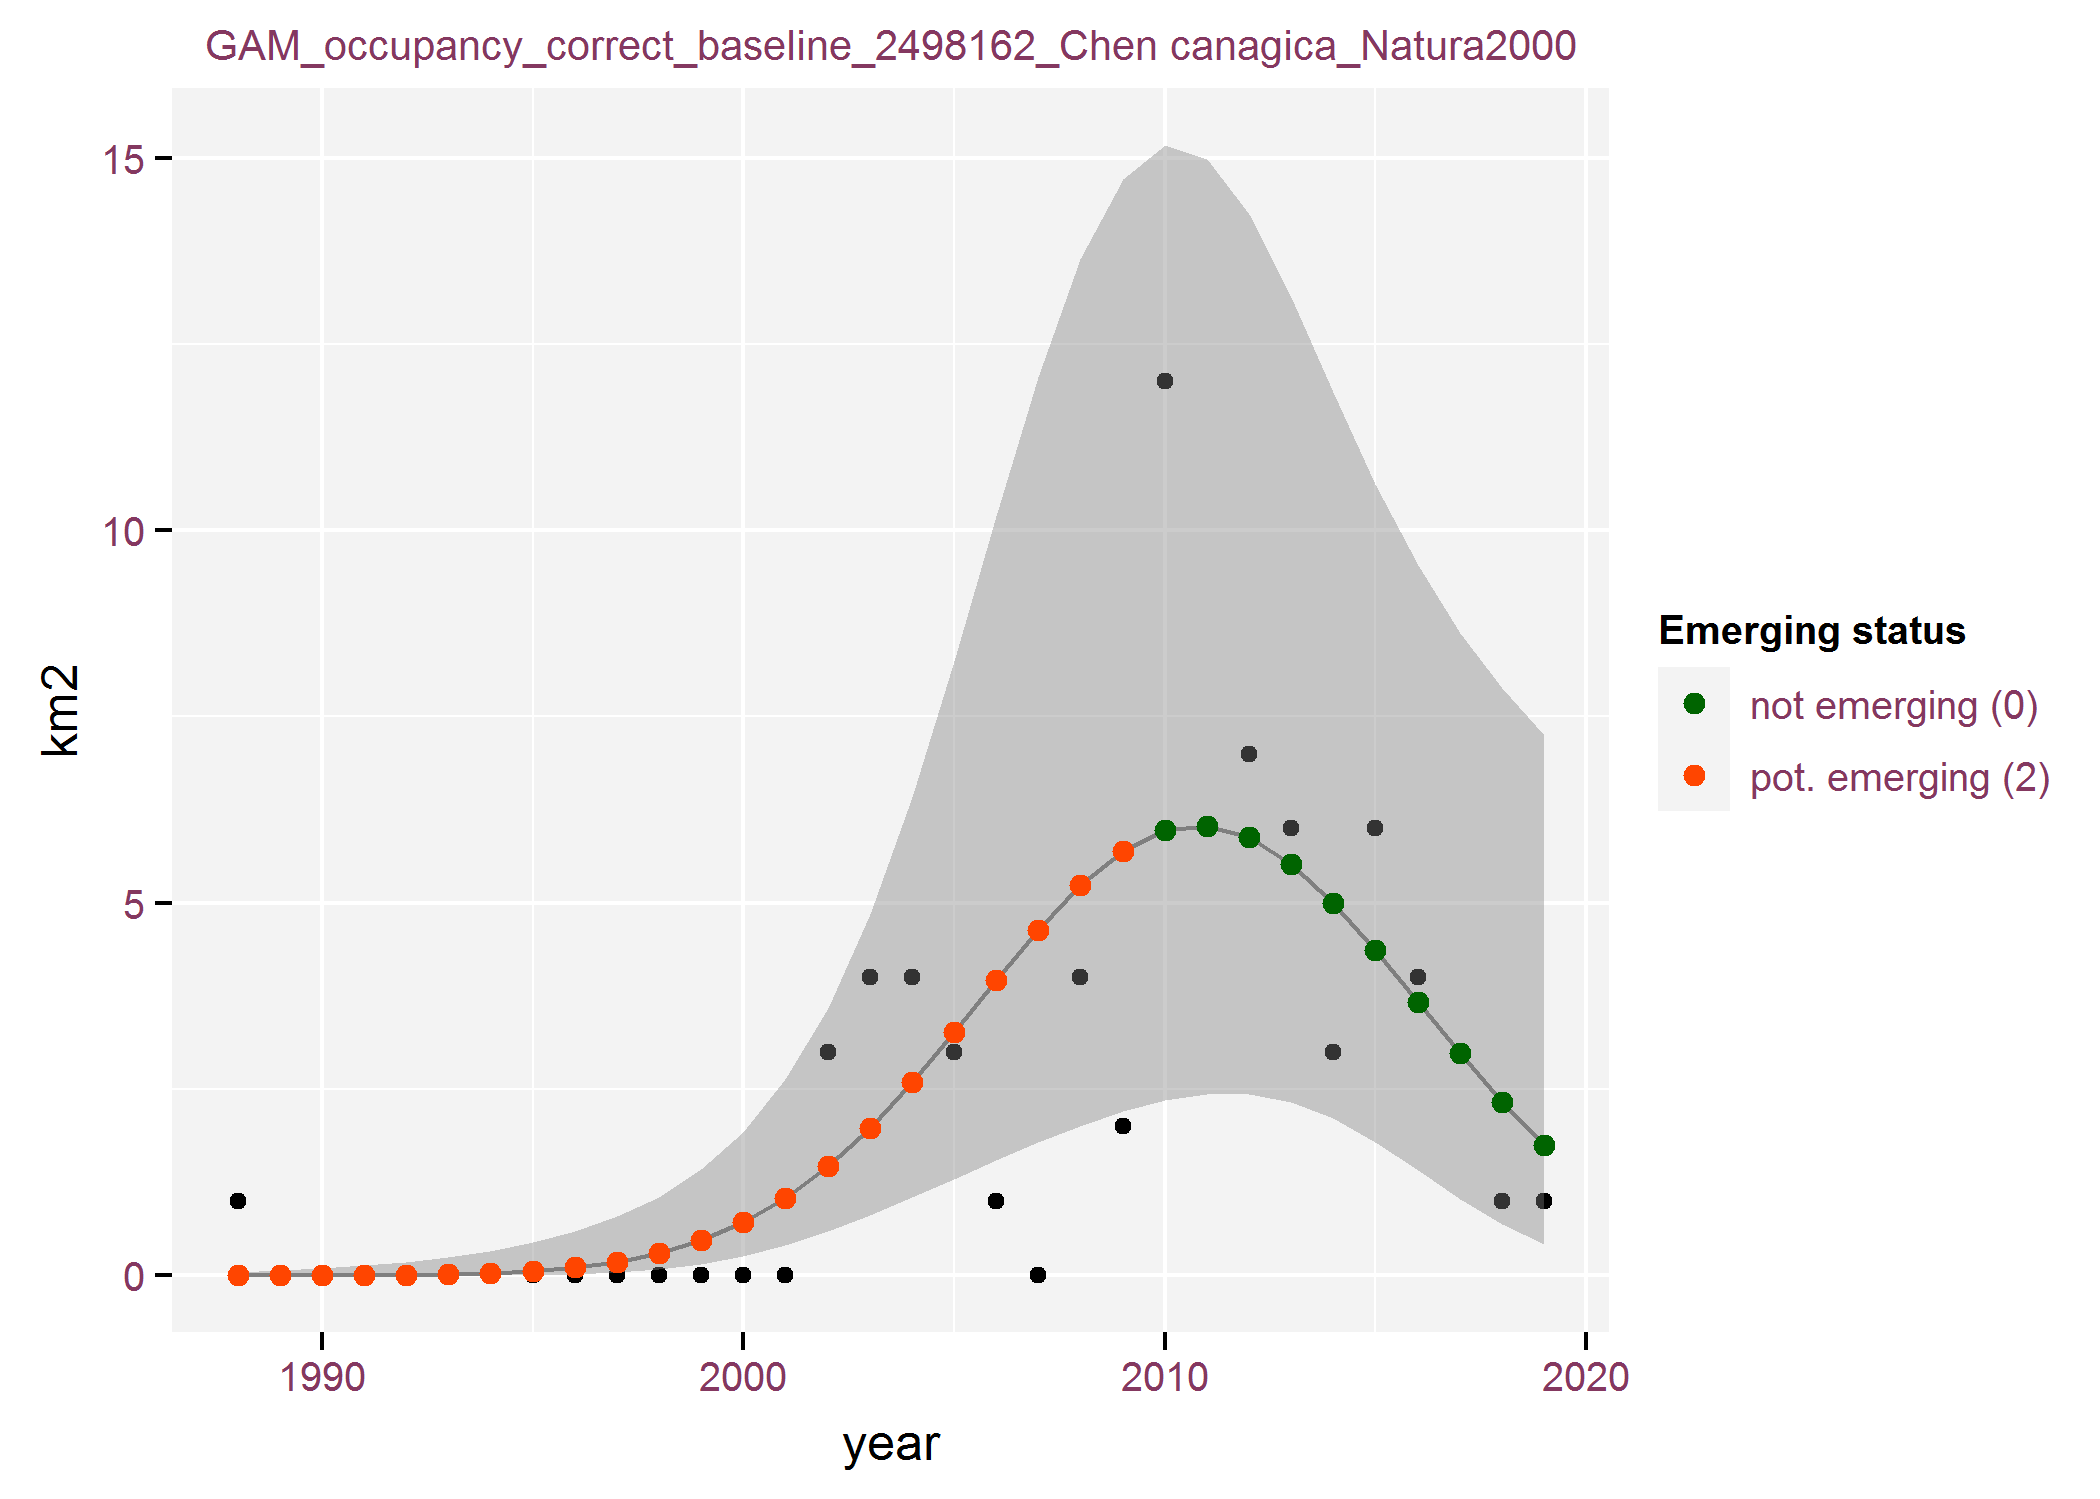 GAM_occupancy_correct_baseline_2498162_Chen canagica_Natura2000
15
10
5
0
km2
1990
2000
2010
2020
year
Emerging status
not emerging (0)
pot. emerging (2)